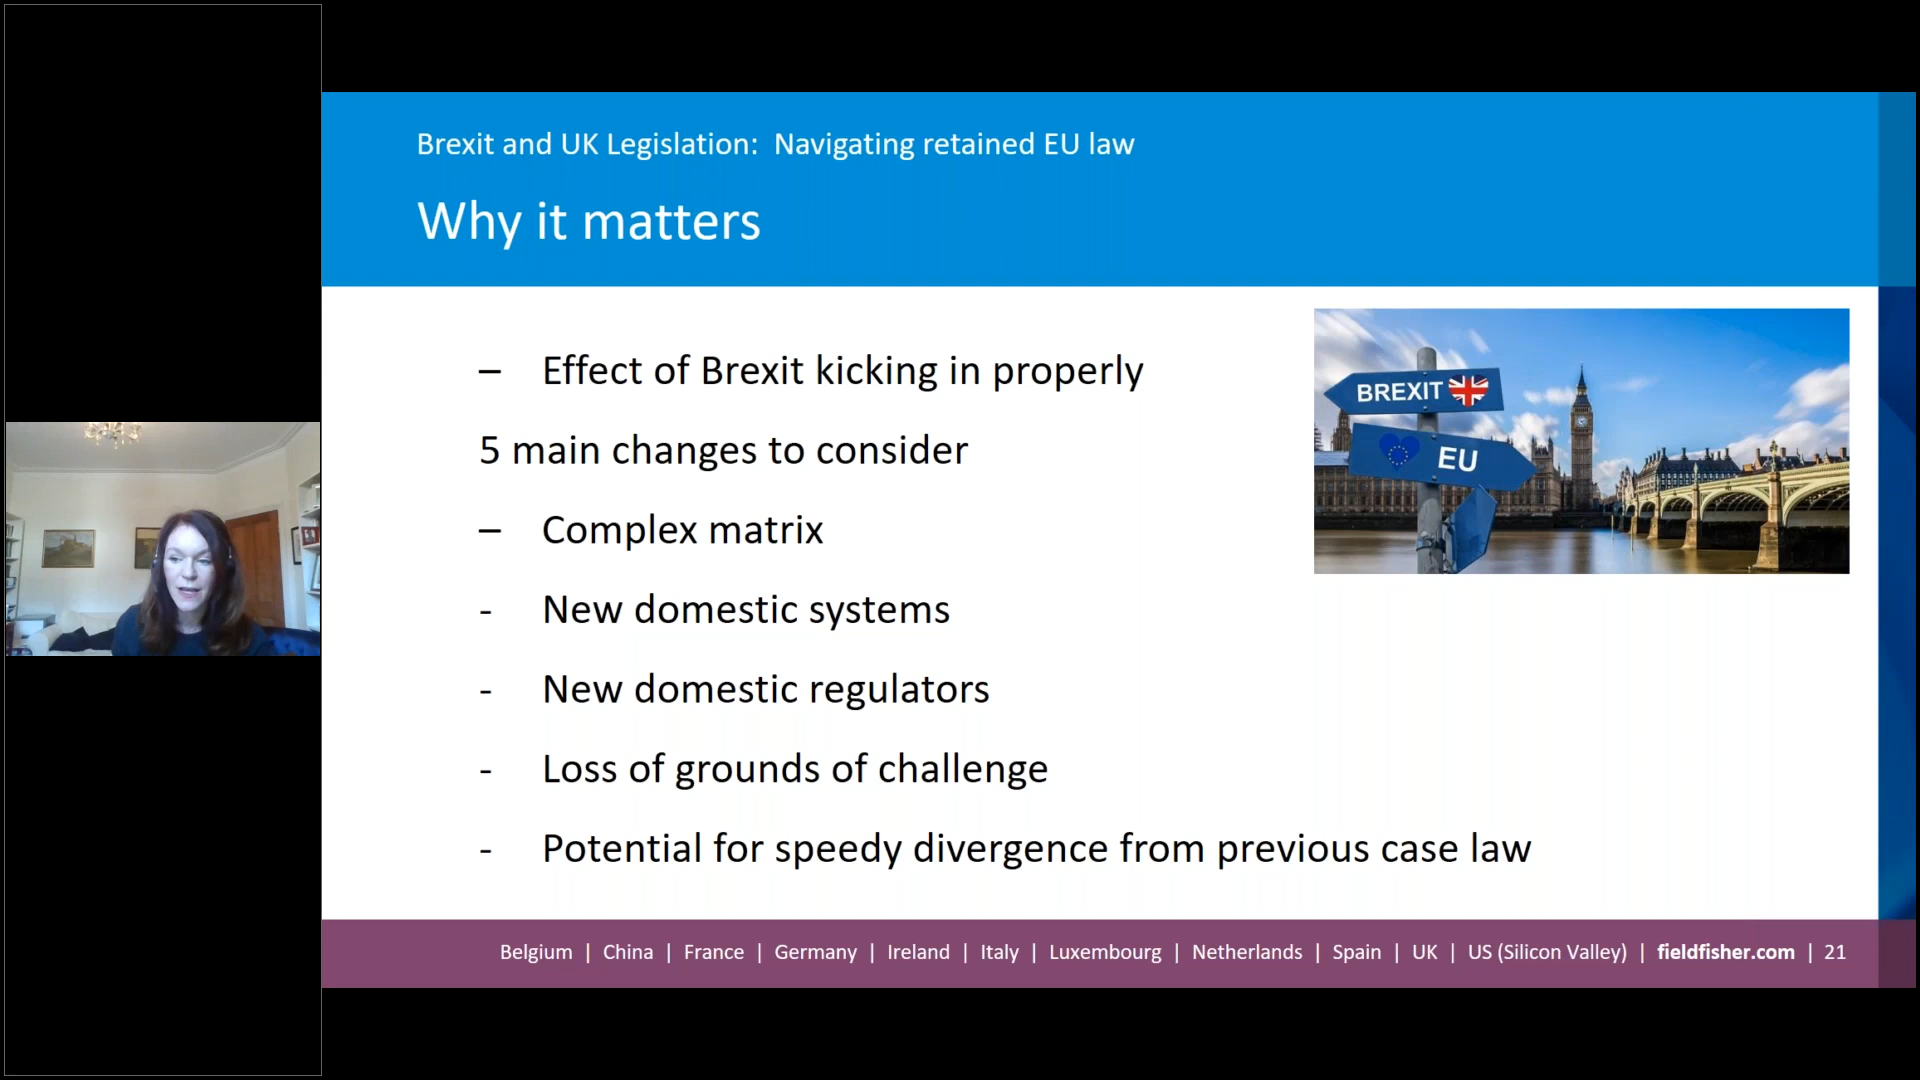 Brexit and UK Legislation: Navigating retained EU law
Why it matters
– Effect of Brexit kicking in properly
5 main changes to consider
– Complex matrix
- New domestic systems
- New domestic regulators
- Loss of grounds of challenge
- Potential for speedy divergence from previous case law
BREXIT
EU
Belgium | China | France | Germany | Ireland | Italy | Luxembourg | Netherlands | Spain | UK | US (Silicon Valley) | fieldfisher.com | 21